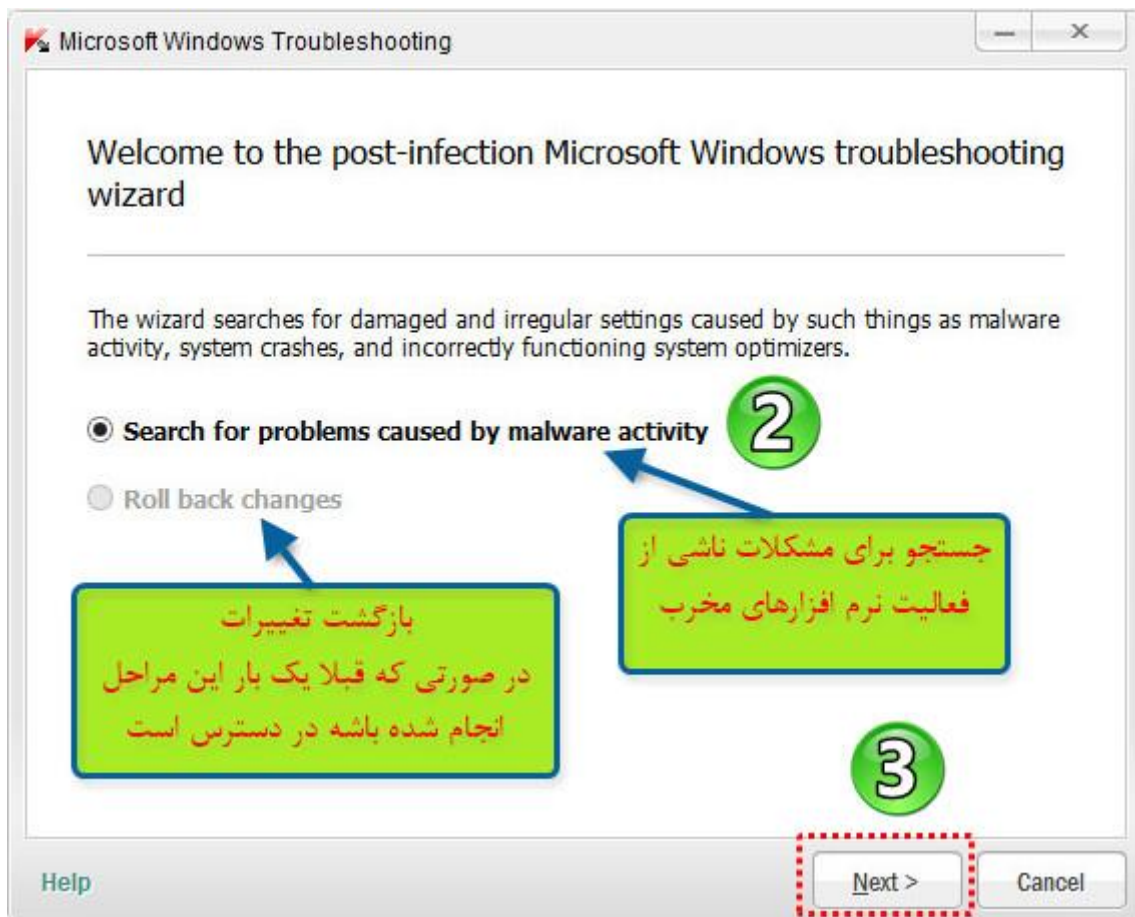 Microsoft Windows Troubleshooting
Welcome to the post-infection Microsoft Windows troubleshooting
wizard
The wizard searches for damaged and irregular settings caused by such things as malware
activity, system crashes, and incorrectly functioning system optimizers.
Search for problems caused by malware activity
2
Roll back changes
جستجو برای مشکلات ناشی از
فعالیت نرم افزارهای مخرب
بازگشت تغییرات
در صورتی که قبلا یک بار این مراحل
انجام شده باشه در دسترس است
3
Help
Next >
Cancel